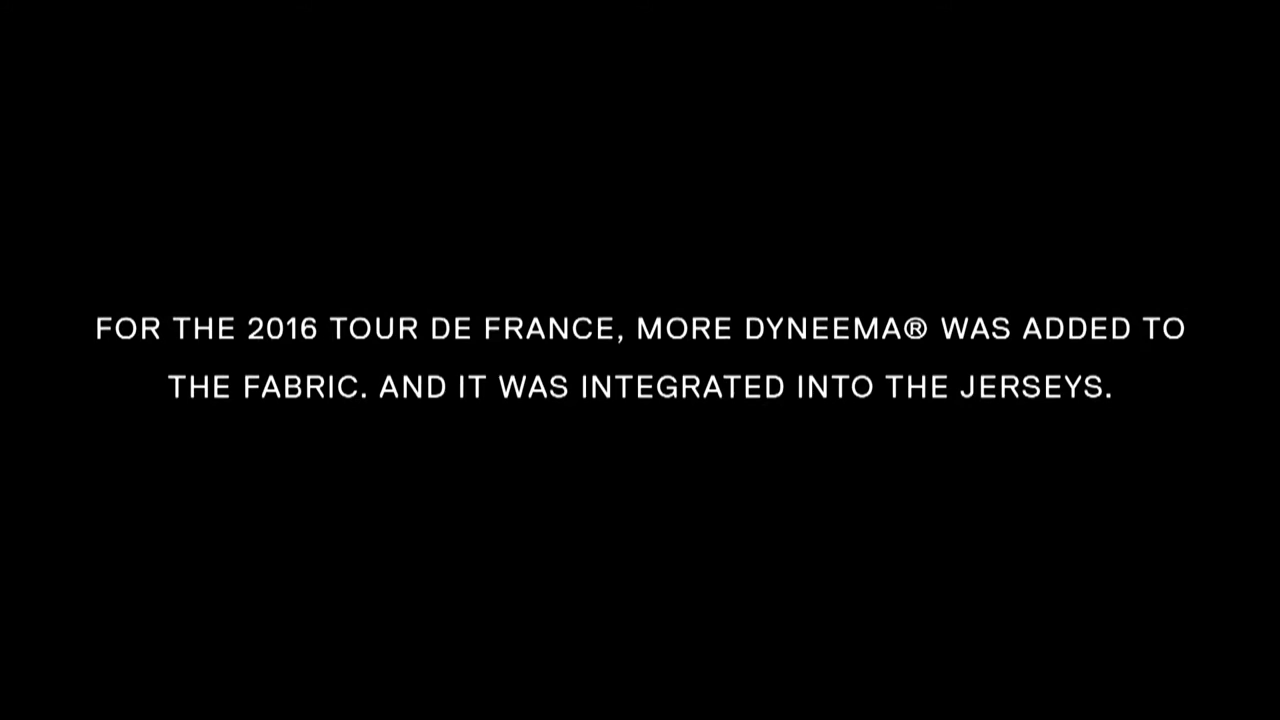 FOR THE 2016 TOUR DE FRANCE, MORE DYNEEMA® WAS ADDED TO
THE FABRIC. AND IT WAS INTEGRATED INTO THE JERSEYS.